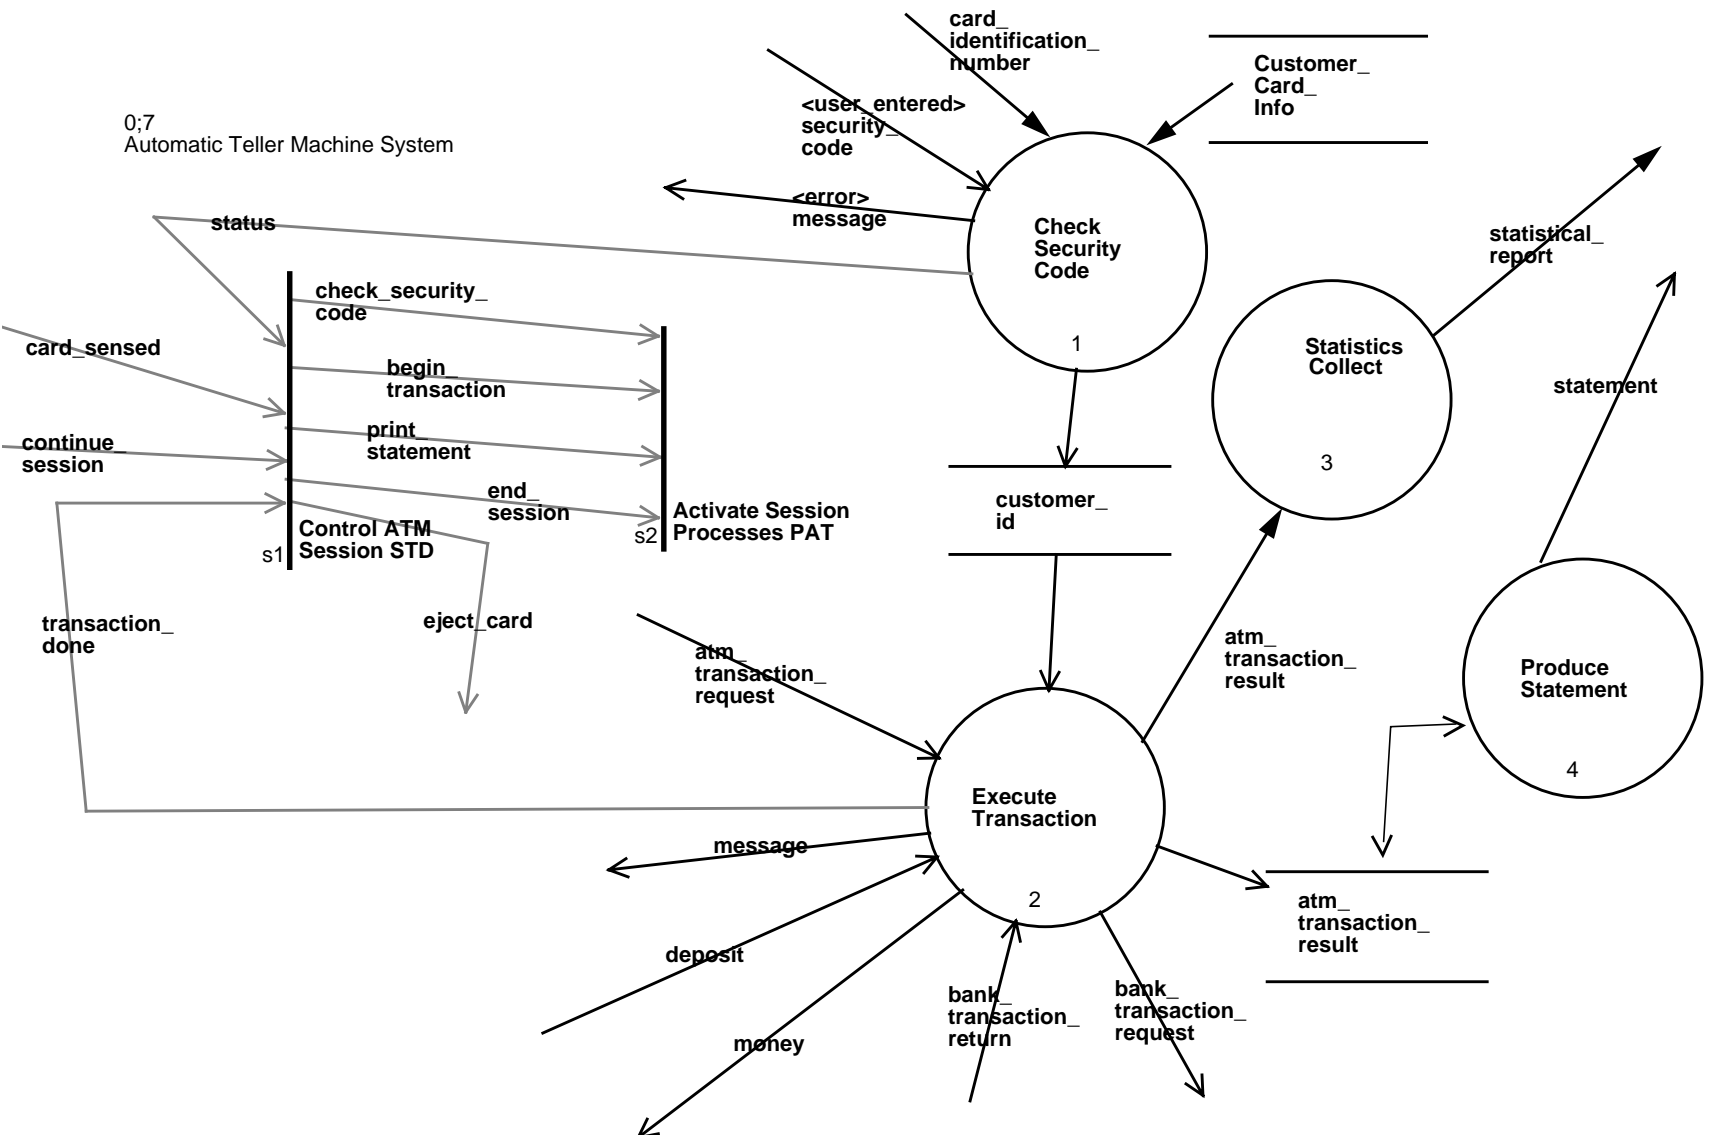 card_
identification_
number
Customer_
Card_
Info
<user_entered>
security_
code
0;7
Automatic Teller Machine System
<error>
message
status
Check
Security
Code
1
statistical_
report
check_security_
code
card_sensed
begin_
transaction
Statistics
Collect
3
statement
continue_
session
print_
statement
end_
session
customer_
id
Control ATM
Session STD
s1
Activate Session
Processes PAT
s2
transaction_
done
eject_card
atm_
transaction_
request
atm_
transaction_
result
Produce
Statement
4
Execute
Transaction
2
message
deposit
money
bank_
transaction_
return
bank_
transaction_
request
atm_
transaction_
result